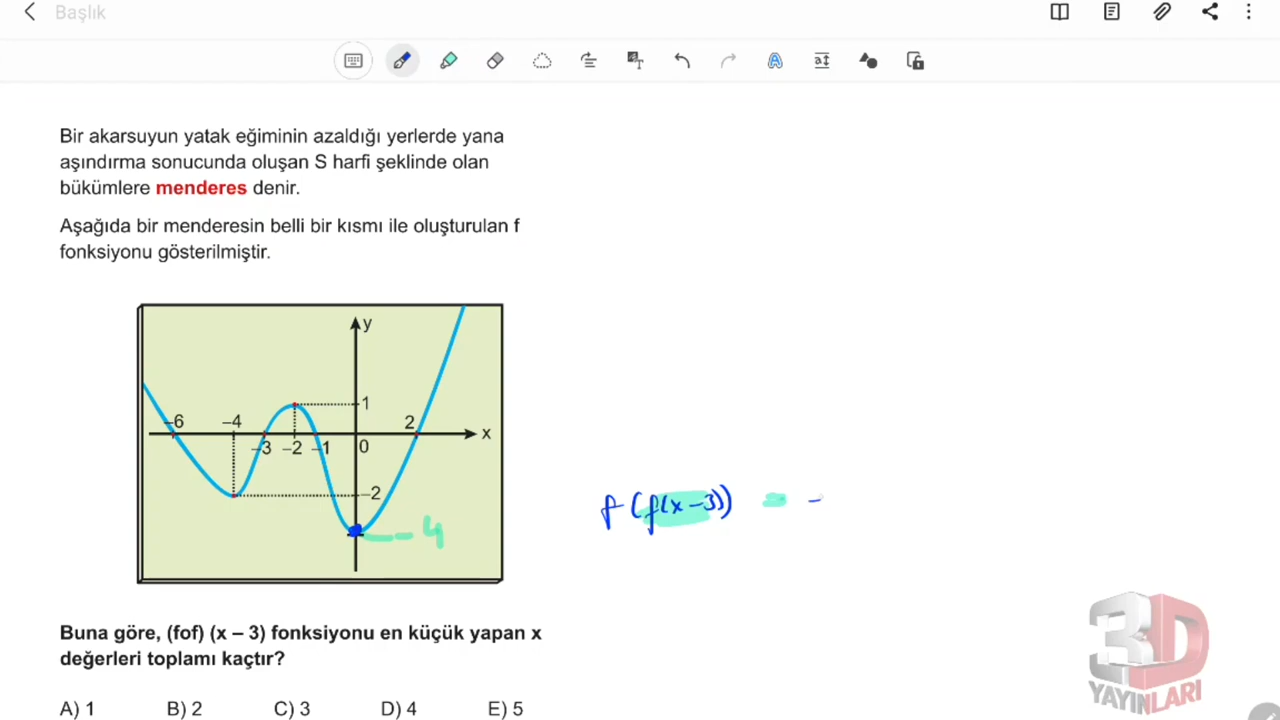 Başlık
Bir akarsuyun yatak eğiminin azaldığı yerlerde yana
aşındırma sonucunda oluşan S harfi şeklinde olan
bükümlere menderes denir.
Aşağıda bir menderesin belli bir kısmı ile oluşturulan f
fonksiyonu gösterilmiştir.
y
1
–6 –4 2 x
–3 –2 –1 0
–2
–4
f(f(x–3)) = –
Buna göre, (fof) (x – 3) fonksiyonu en küçük yapan x
değerleri toplamı kaçtır?
A) 1 B) 2 C) 3 D) 4 E) 5
3D
YAYINLARI